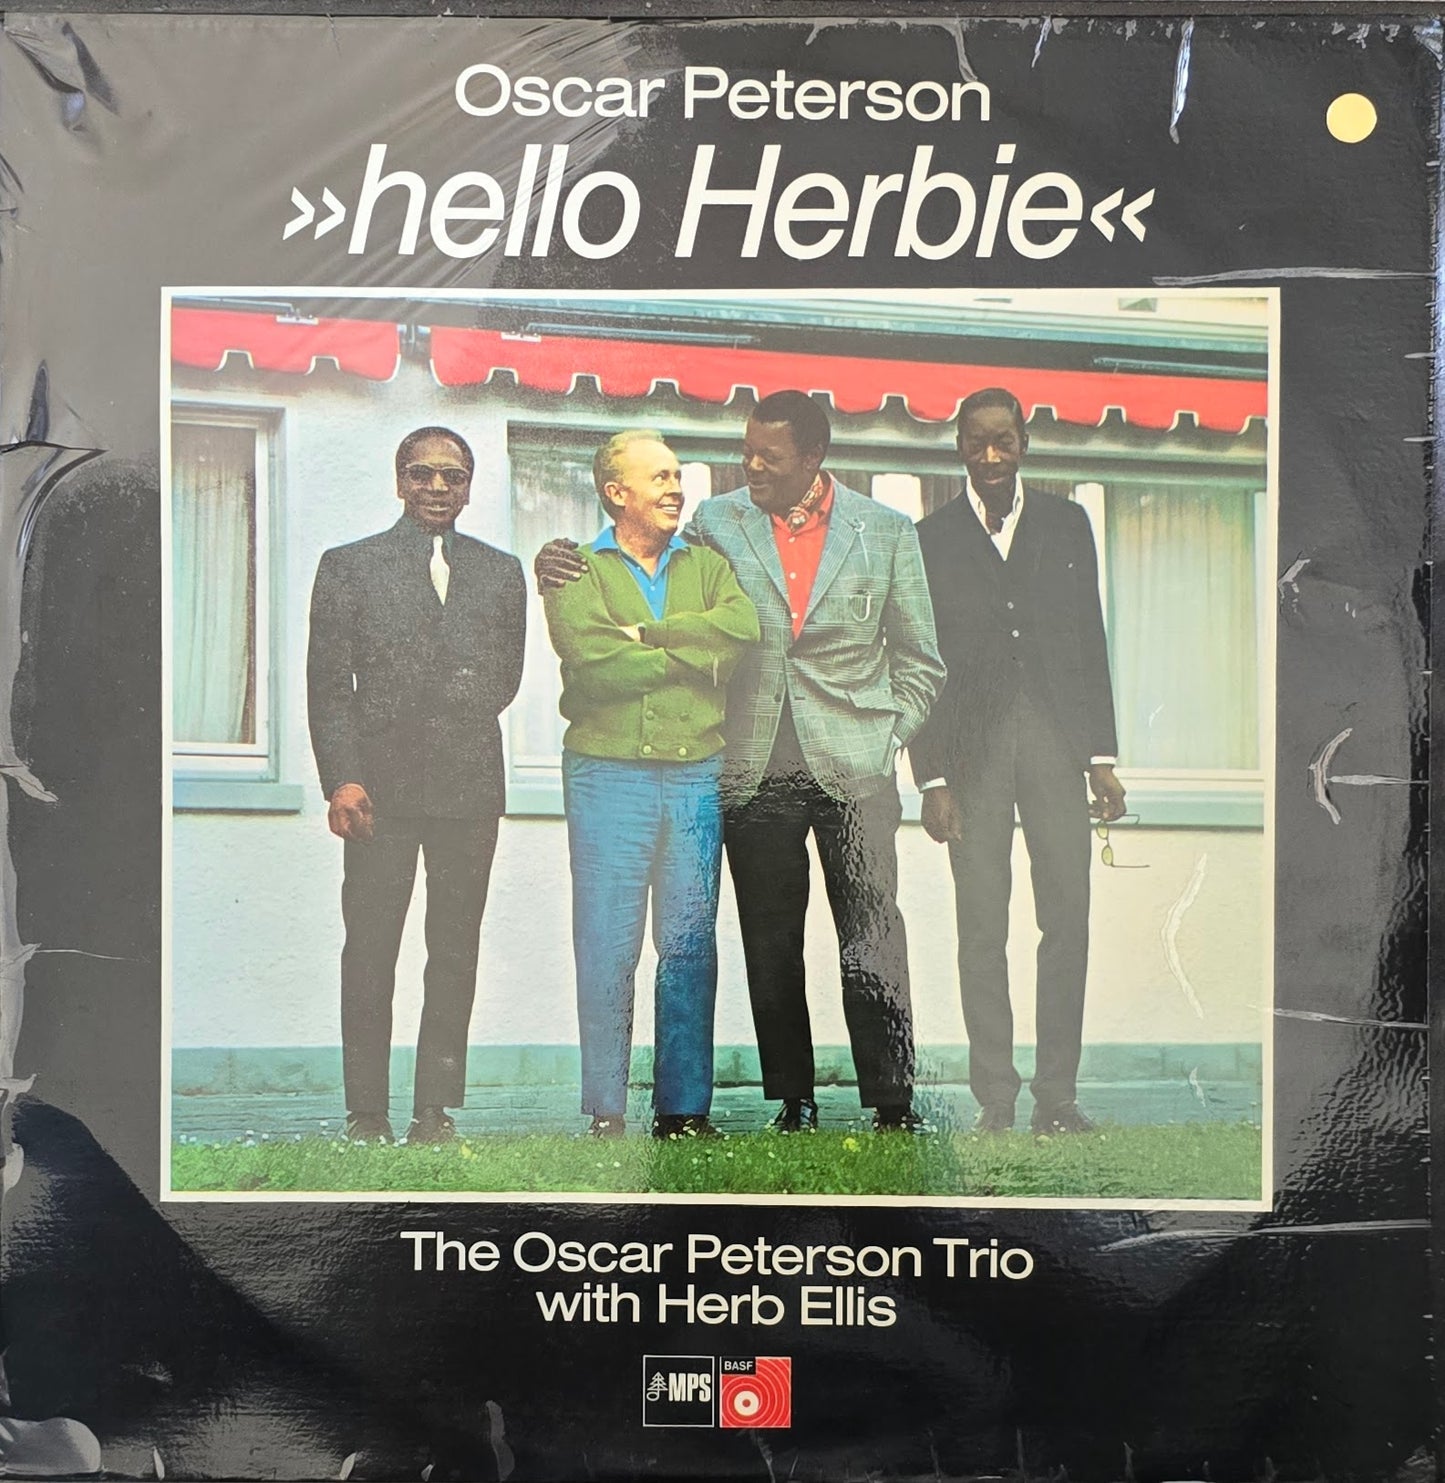 Oscar Peterson
»hello Herbie«
The Oscar Peterson Trio
with Herb Ellis
MPS
BASF